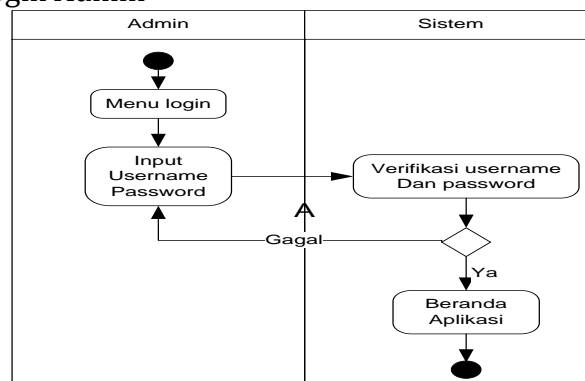 Admin
Sistem
Menu login
Input
Username
Password
Verifikasi username
Dan password
A
Gagal
Ya
Beranda
Aplikasi